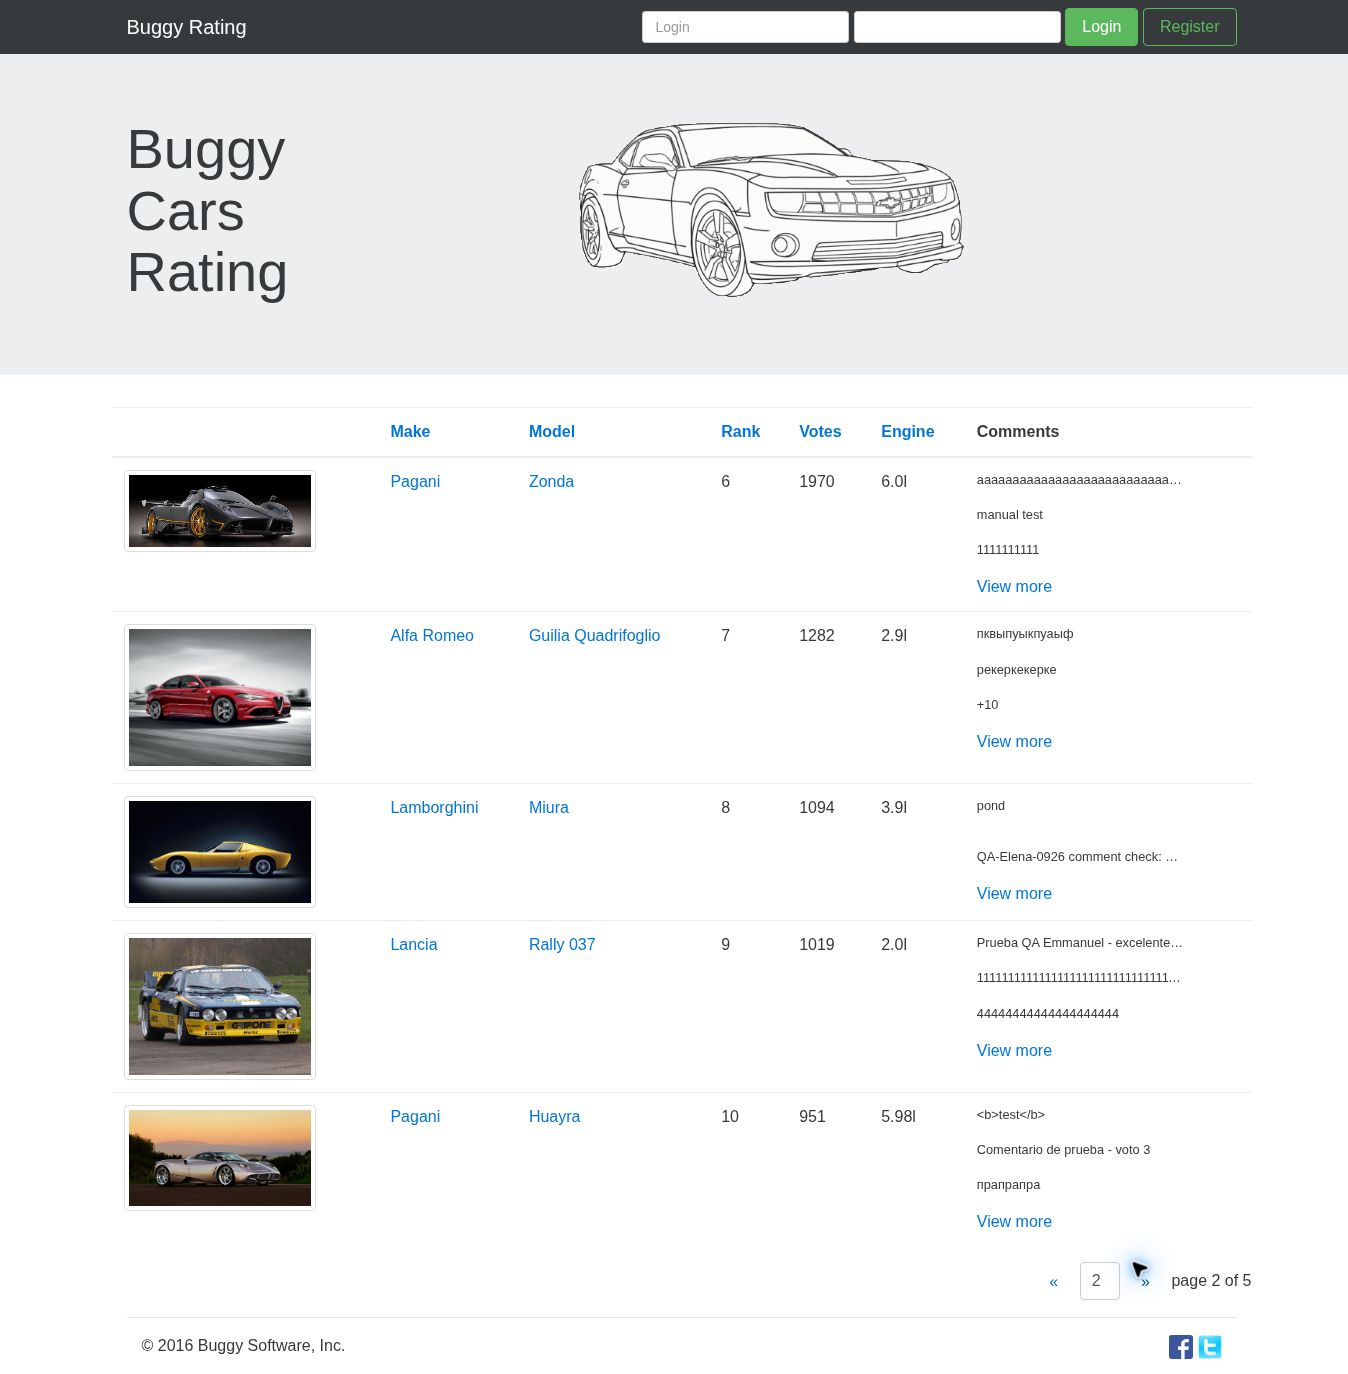 Buggy Rating
Login
Login
Register
Buggy
Cars
Rating
Make Model Rank Votes Engine Comments
Pagani Zonda 6 1970 6.0l aaaaaaaaaaaaaaaaaaaaaaaaaaa…
manual test
1111111111
View more
Alfa Romeo Guilia Quadrifoglio 7 1282 2.9l пквыпуыкпуаыф
рекеркекерке
+10
View more
Lamborghini Miura 8 1094 3.9l pond
QA-Elena-0926 comment check: …
View more
Lancia Rally 037 9 1019 2.0l Prueba QA Emmanuel - excelente…
1111111111111111111111111111111…
44444444444444444444
View more
GRIFONE
Pagani Huayra 10 951 5.98l <b>test</b>
Comentario de prueba - voto 3
прапрапра
View more
« 2 » page 2 of 5
© 2016 Buggy Software, Inc.